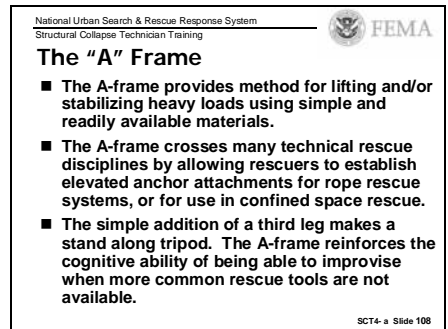 National Urban Search & Rescue Response System
Structural Collapse Technician Training
FEMA
The “A” Frame
■ The A-frame provides method for lifting and/or
stabilizing heavy loads using simple and
readily available materials.
■ The A-frame crosses many technical rescue
disciplines by allowing rescuers to establish
elevated anchor attachments for rope rescue
systems, or for use in confined space rescue.
■ The simple addition of a third leg makes a
stand along tripod. The A-frame reinforces the
cognitive ability of being able to improvise
when more common rescue tools are not
available.
SCT4- a Slide 108